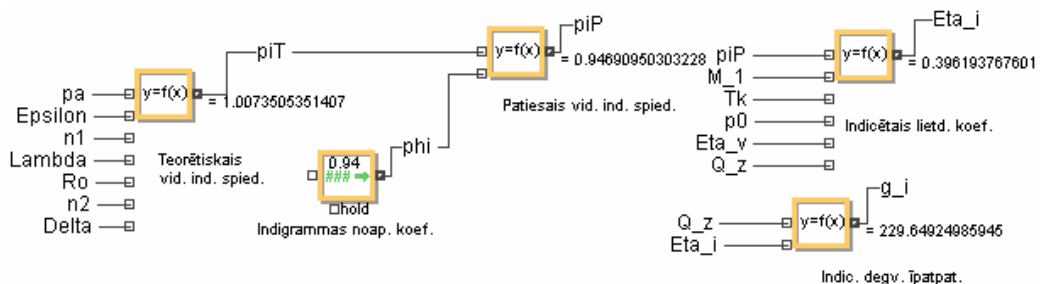 piT
y=f(x)
pa
Epsilon
n1
Lambda
Ro
n2
Delta
= 1.0073505351407
Teorētiskais
vid. ind. spied.
0.94
###
hold
phi
Indigrammas noap. koef.
piP
y=f(x)
= 0.94690950303228
Patiesais vid. ind. spied.
Eta_i
piP
M_1
Tk
p0
Eta_v
Q_z
y=f(x)
= 0.396193767601
Indicētais lietd. koef.
g_i
Q_z
Eta_i
y=f(x)
= 229.64924985945
Indic. degv. īpatpat.